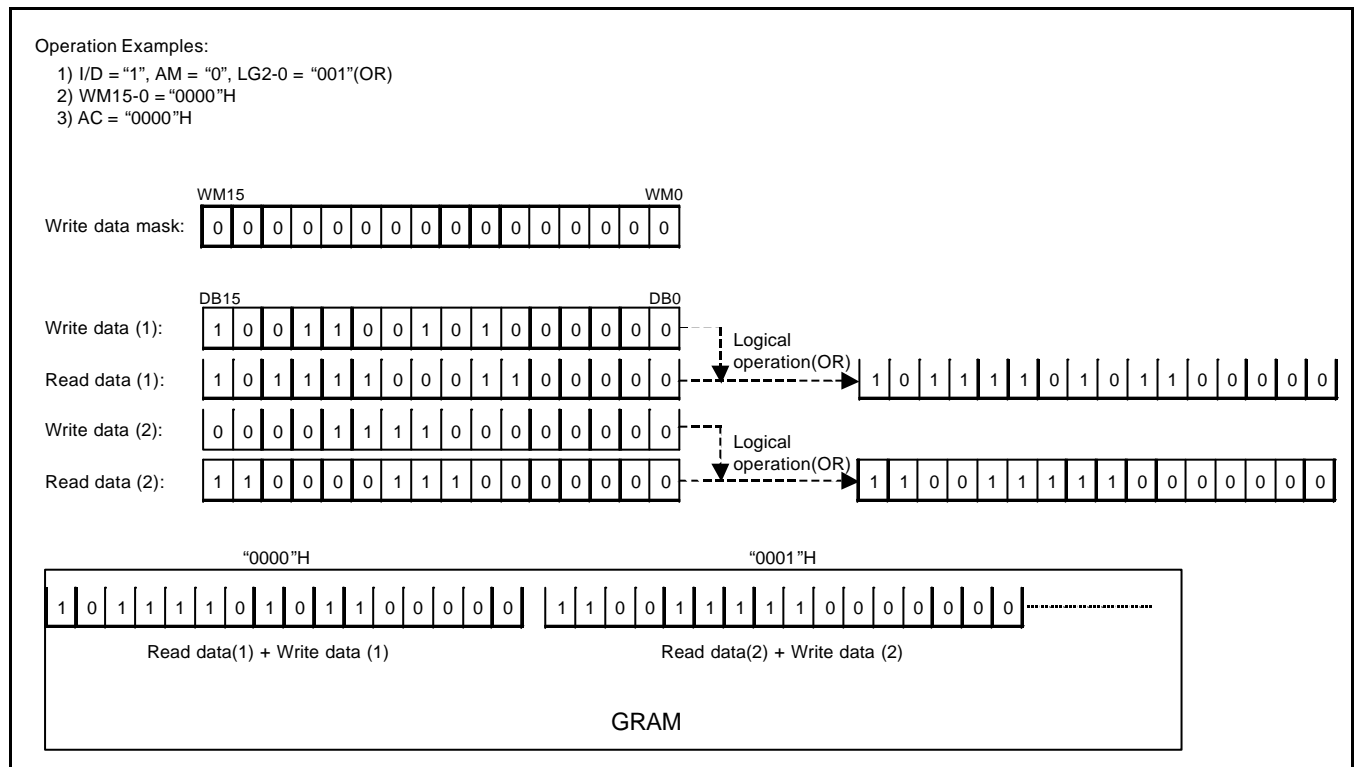 Operation Examples:
1) I/D = “1”, AM = “0”, LG2-0 = “001”(OR)
2) WM15-0 = “0000”H
3) AC = “0000”H
WM15 WM0
Write data mask: 0 0 0 0 0 0 0 0 0 0 0 0 0 0 0 0
DB15 DB0
Write data (1): 1 0 0 1 1 0 0 1 0 1 0 0 0 0 0 0
Logical
operation(OR)
Read data (1): 1 0 1 1 1 1 0 0 0 1 1 0 0 0 0 0 1 0 1 1 1 1 0 1 0 1 1 0 0 0 0 0
Write data (2): 0 0 0 0 1 1 1 1 0 0 0 0 0 0 0 0
Logical
operation(OR)
Read data (2): 1 1 0 0 0 0 1 1 1 0 0 0 0 0 0 0 1 1 0 0 1 1 1 1 1 0 0 0 0 0 0 0
“0000”H “0001”H
1 0 1 1 1 1 0 1 0 1 1 0 0 0 0 0 1 1 0 0 1 1 1 1 1 0 0 0 0 0 0 0
Read data(1) + Write data (1) Read data(2) + Write data (2)
GRAM